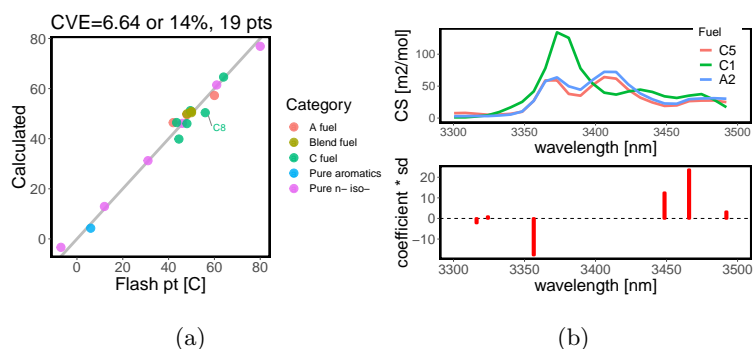 CVE=6.64 or 14%, 19 pts
80
60
40
20
0
Calculated
0 20 40 60 80
Flash pt [C]
C8
Category
A fuel
Blend fuel
C fuel
Pure aromatics
Pure n- iso-
(a)
CS [m2/mol]
100
50
0
3300 3350 3400 3450 3500
wavelength [nm]
Fuel
C5
C1
A2
coefficient * sd
20
10
0
-10
3300 3350 3400 3450 3500
wavelength [nm]
(b)